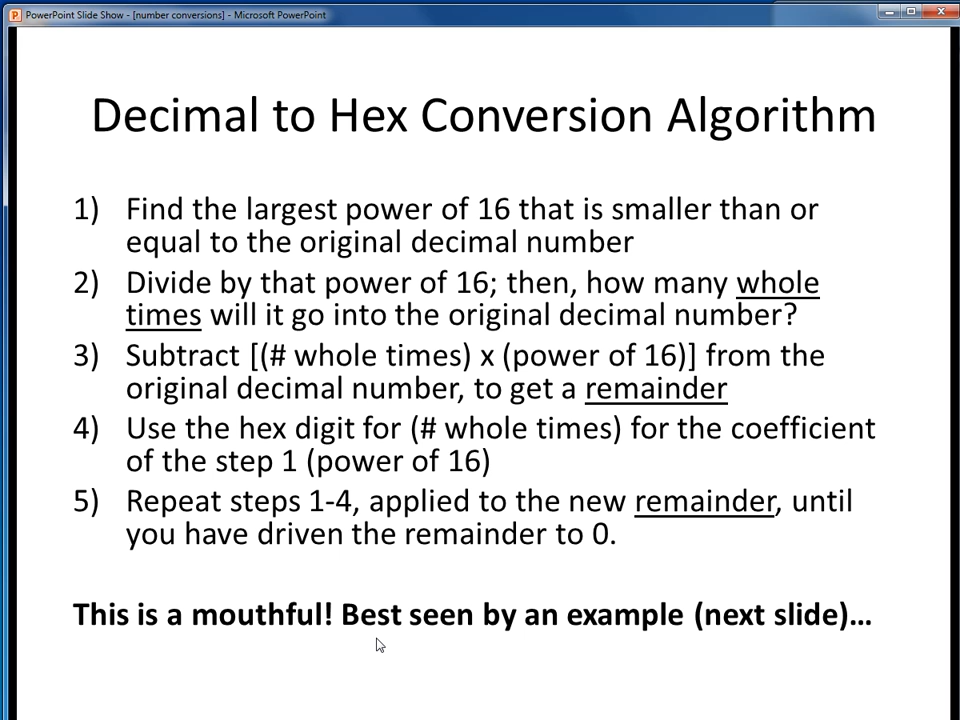 PowerPoint Slide Show - [number conversions] - Microsoft PowerPoint
Decimal to Hex Conversion Algorithm
1) Find the largest power of 16 that is smaller than or
equal to the original decimal number
2) Divide by that power of 16; then, how many whole
times will it go into the original decimal number?
3) Subtract [(# whole times) x (power of 16)] from the
original decimal number, to get a remainder
4) Use the hex digit for (# whole times) for the coefficient
of the step 1 (power of 16)
5) Repeat steps 1-4, applied to the new remainder, until
you have driven the remainder to 0.
This is a mouthful! Best seen by an example (next slide)…